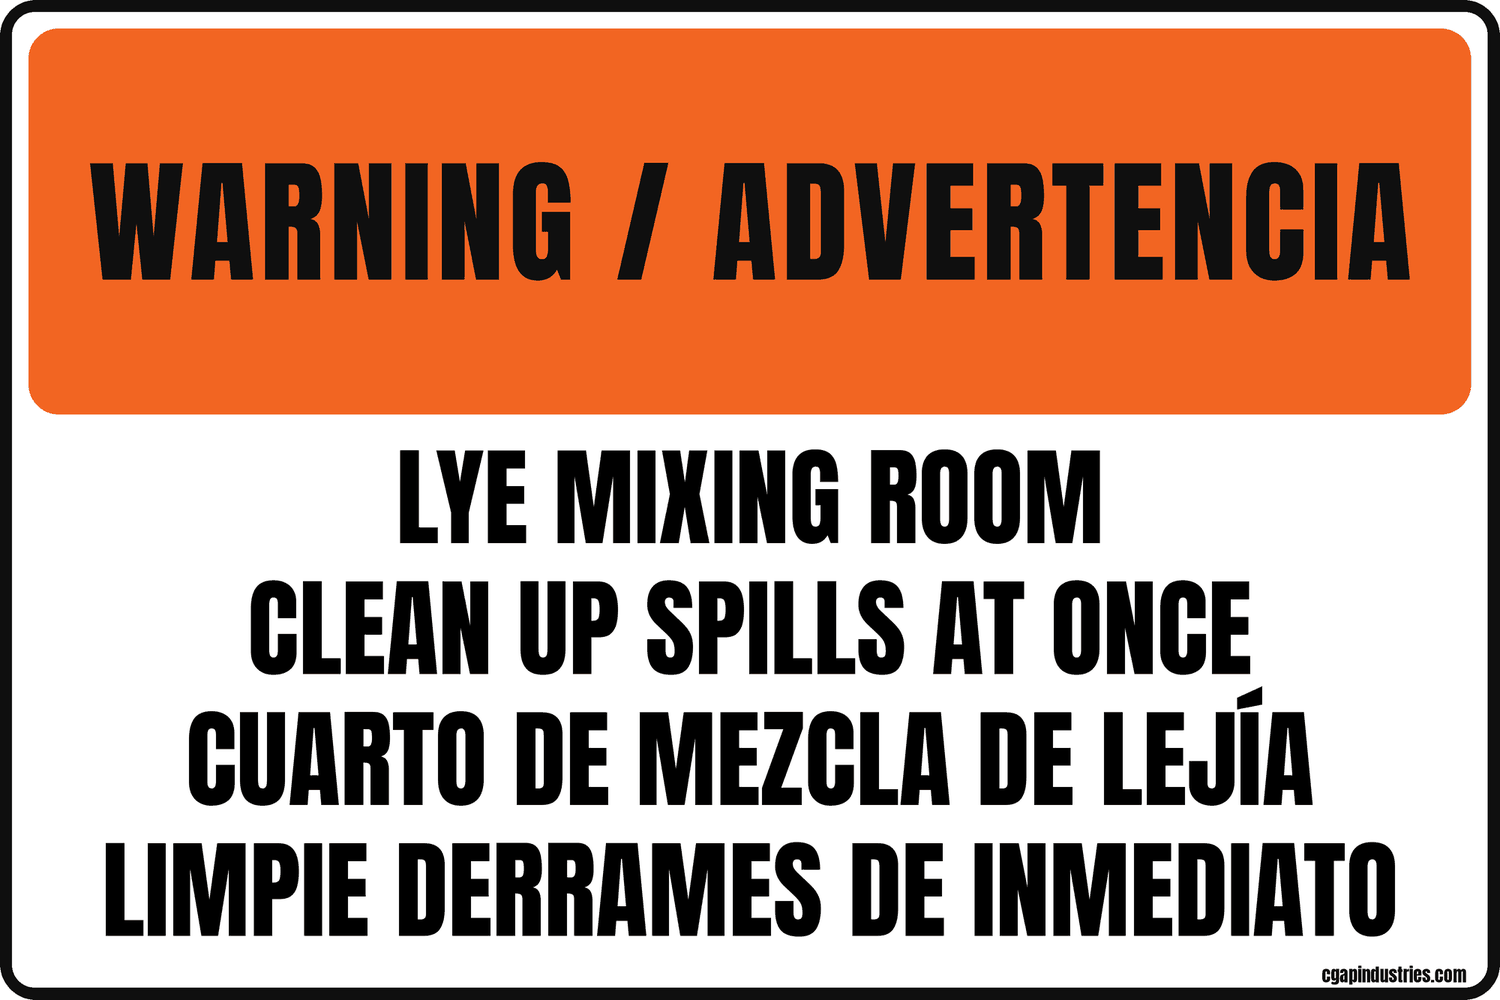 WARNING / ADVERTENCIA
LYE MIXING ROOM
CLEAN UP SPILLS AT ONCE
CUARTO DE MEZCLA DE LEJÍA
LIMPIE DERRAMES DE INMEDIATO
cgapindustries.com